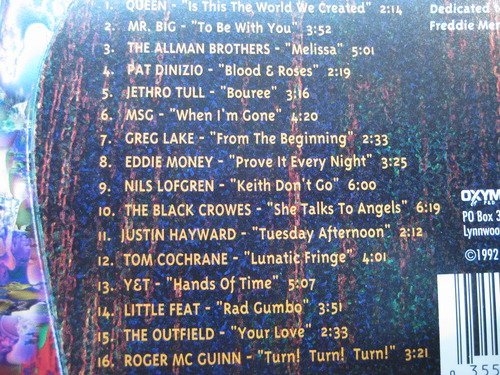 1. QUEEN - "Is This The World We Created" 2:14
2. MR. BIG - "To Be With You" 3:52
3. THE ALLMAN BROTHERS - "Melissa" 5:01
4. PAT DINIZIO - "Blood & Roses" 2:19
5. JETHRO TULL - "Bouree" 3:16
6. MSG - "When I'm Gone" 4:20
7. GREG LAKE - "From The Beginning" 2:33
8. EDDIE MONEY - "Prove It Every Night" 3:25
9. NILS LOFGREN - "Keith Don't Go" 6:00
10. THE BLACK CROWES - "She Talks To Angels" 6:19
11. JUSTIN HAYWARD - "Tuesday Afternoon" 2:12
12. TOM COCHRANE - "Lunatic Fringe" 4:01
13. Y&T - "Hands Of Time" 5:07
14. LITTLE FEAT - "Rad Gumbo" 3:51
15. THE OUTFIELD - "Your Love" 2:33
16. ROGER MC GUINN - "Turn! Turn! Turn!" 3:21
Dedicated
Freddie Mer
OXYM
PO Box 3
Lynnwoo
©1992
355